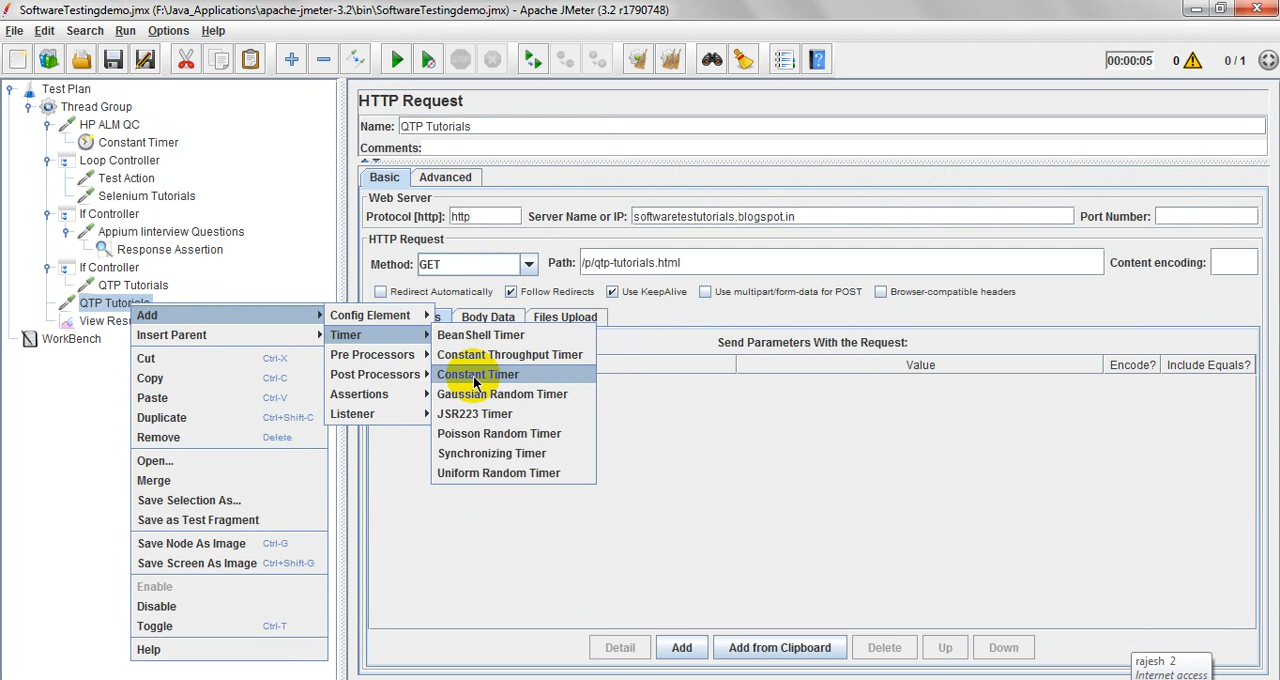 SoftwareTestingdemo.jmx (F:\Java_Applications\apache-jmeter-3.2\bin\SoftwareTestingdemo.jmx) - Apache JMeter (3.2 r1790748)
File Edit Search Run Options Help
00:00:05 0 0 / 1
Test Plan
Thread Group
HP ALM QC
Constant Timer
Loop Controller
Test Action
Selenium Tutorials
If Controller
Appium Iinterview Questions
Response Assertion
If Controller
QTP Tutorials
QTP Tutorials
View Res
WorkBench
HTTP Request
Name: QTP Tutorials
Comments:
Basic Advanced
Web Server
Protocol [http]: http Server Name or IP: softwaretestutorials.blogspot.in Port Number:
HTTP Request
Method: GET Path: /p/qtp-tutorials.html Content encoding:
Redirect Automatically Follow Redirects Use KeepAlive Use multipart/form-data for POST Browser-compatible headers
s Body Data Files Upload
Send Parameters With the Request:
Value Encode? Include Equals?
Add
Insert Parent
Cut Ctrl-X
Copy Ctrl-C
Paste Ctrl-V
Duplicate Ctrl+Shift-C
Remove Delete
Open...
Merge
Save Selection As...
Save as Test Fragment
Save Node As Image Ctrl-G
Save Screen As Image Ctrl+Shift-G
Enable
Disable
Toggle Ctrl-T
Help
Config Element
Timer
Pre Processors
Post Processors
Assertions
Listener
BeanShell Timer
Constant Throughput Timer
Constant Timer
Gaussian Random Timer
JSR223 Timer
Poisson Random Timer
Synchronizing Timer
Uniform Random Timer
Detail Add Add from Clipboard Delete Up Down
rajesh 2
Internet access